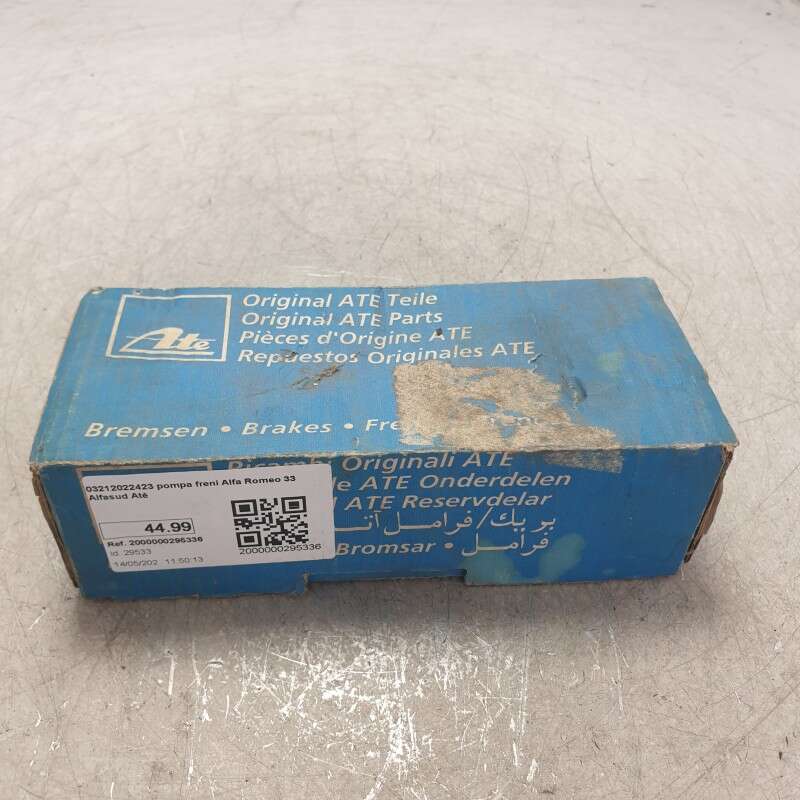 Ate
Original ATE Teile
Original ATE Parts
Pièces d'Origine ATE
Repuestos Originales ATE
Bremsen • Brakes • Fre
Ricambi Originali ATE
le ATE Onderdelen
l ATE Reservdelar
فرامل
Bromsar • فرامل
03212022423 pompa freni Alfa Romeo 33
Alfasud Atè
44.99
Ref. 2000000295336
id. 29533
14/05/202 11:50:13
2000000295336